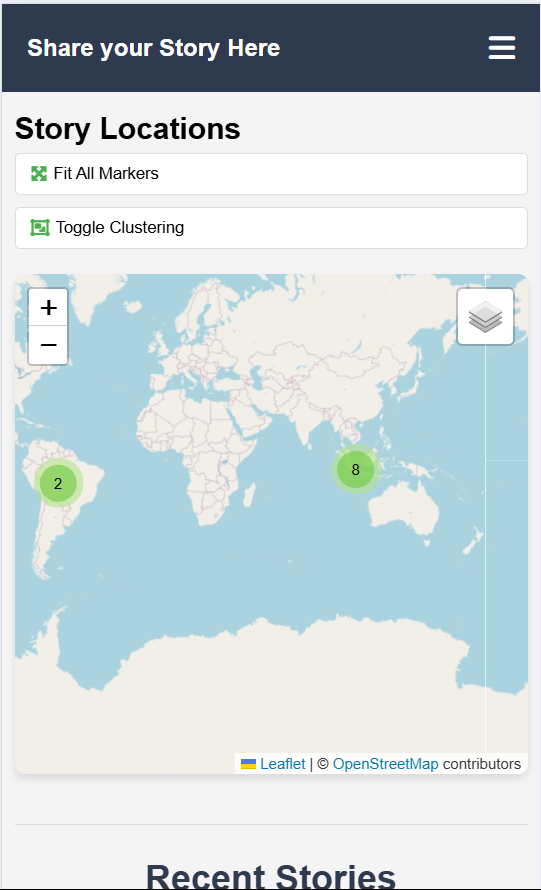 Share your Story Here
Story Locations
Fit All Markers
Toggle Clustering
+
−
2
8
Leaflet | © OpenStreetMap contributors
Recent Stories